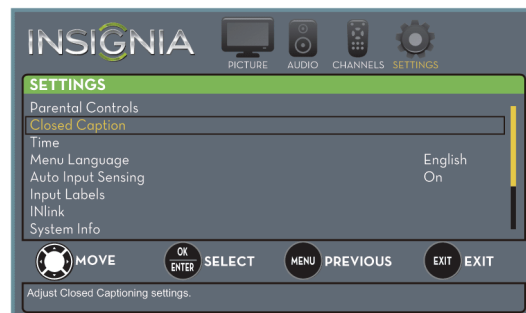 INSIGNIA
PICTURE AUDIO CHANNELS SETTINGS
SETTINGS
Parental Controls
Closed Caption
Time
Menu Language English
Auto Input Sensing On
Input Labels
INlink
System Info
MOVE OK ENTER SELECT MENU PREVIOUS EXIT EXIT
Adjust Closed Captioning settings.